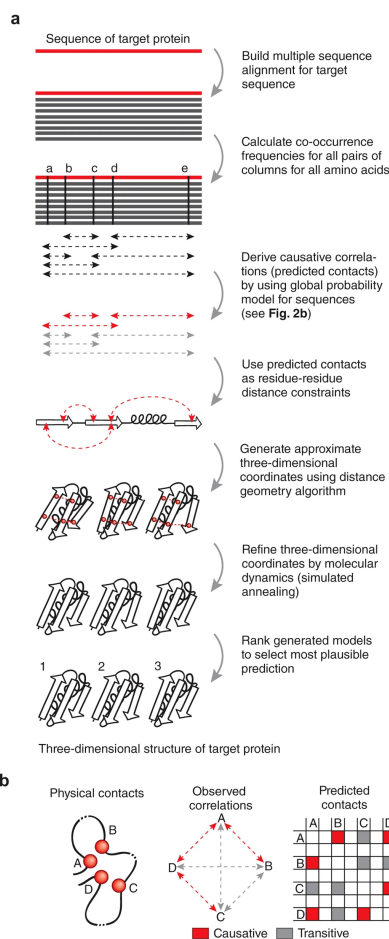 a
Sequence of target protein
Build multiple sequence
alignment for target
sequence
Calculate co-occurrence
frequencies for all pairs of
columns for all amino acids
a b c d e
Derive causative correla-
tions (predicted contacts)
by using global probability
model for sequences
(see Fig. 2b)
Use predicted contacts
as residue-residue
distance constraints
Generate approximate
three-dimensional
coordinates using distance
geometry algorithm
Refine three-dimensional
coordinates by molecular
dynamics (simulated
annealing)
Rank generated models
to select most plausible
prediction
1 2 3
Three-dimensional structure of target protein
b
Physical contacts
B
A
D
C
Observed
correlations
A
D
B
C
Predicted
contacts
A B C D
A
B
C
D
Causative
Transitive